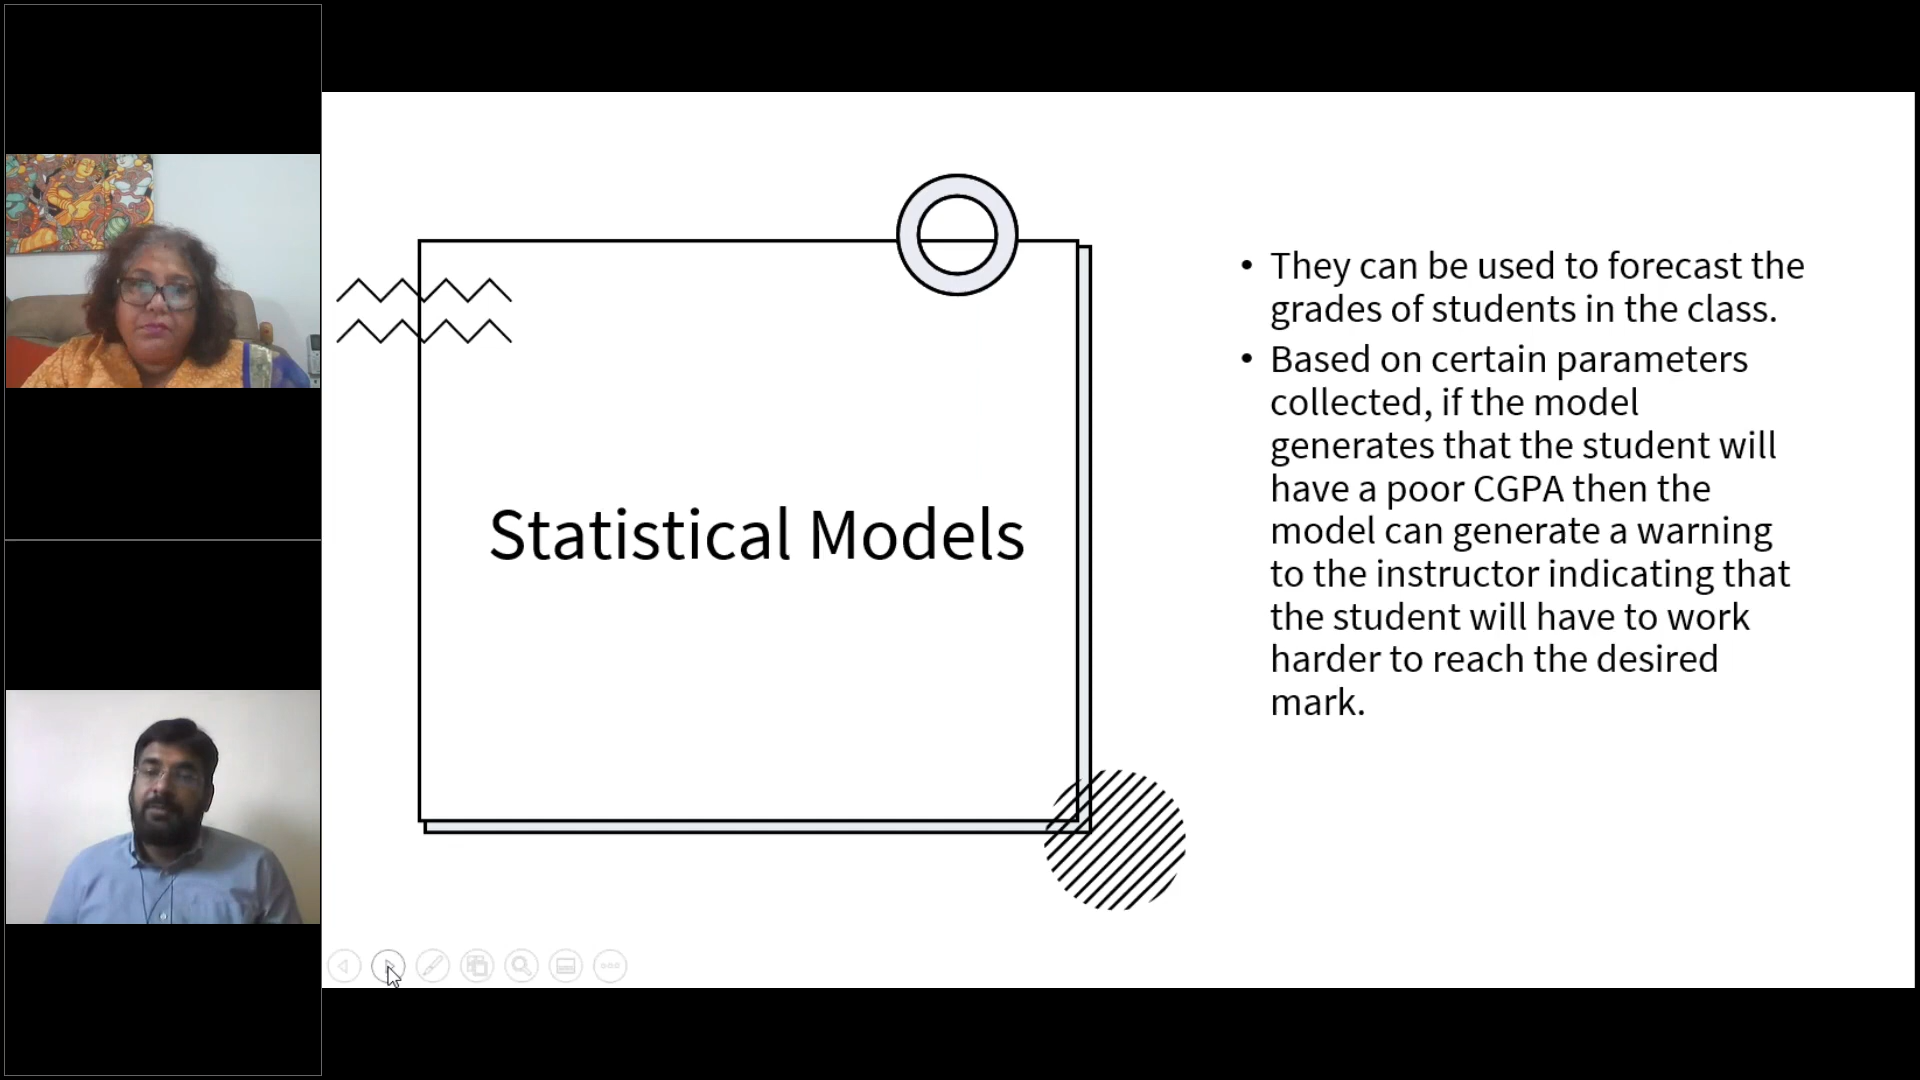 Statistical Models
• They can be used to forecast the
grades of students in the class.
• Based on certain parameters
collected, if the model
generates that the student will
have a poor CGPA then the
model can generate a warning
to the instructor indicating that
the student will have to work
harder to reach the desired
mark.